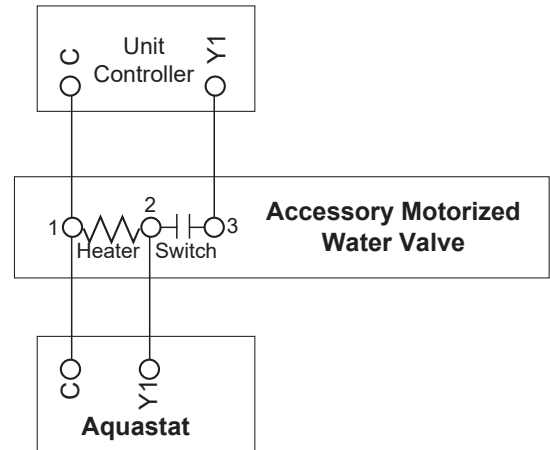 Unit
Controller
C
Y1
1
2
3
Heater
Switch
Accessory Motorized
Water Valve
C
Y1
Aquastat